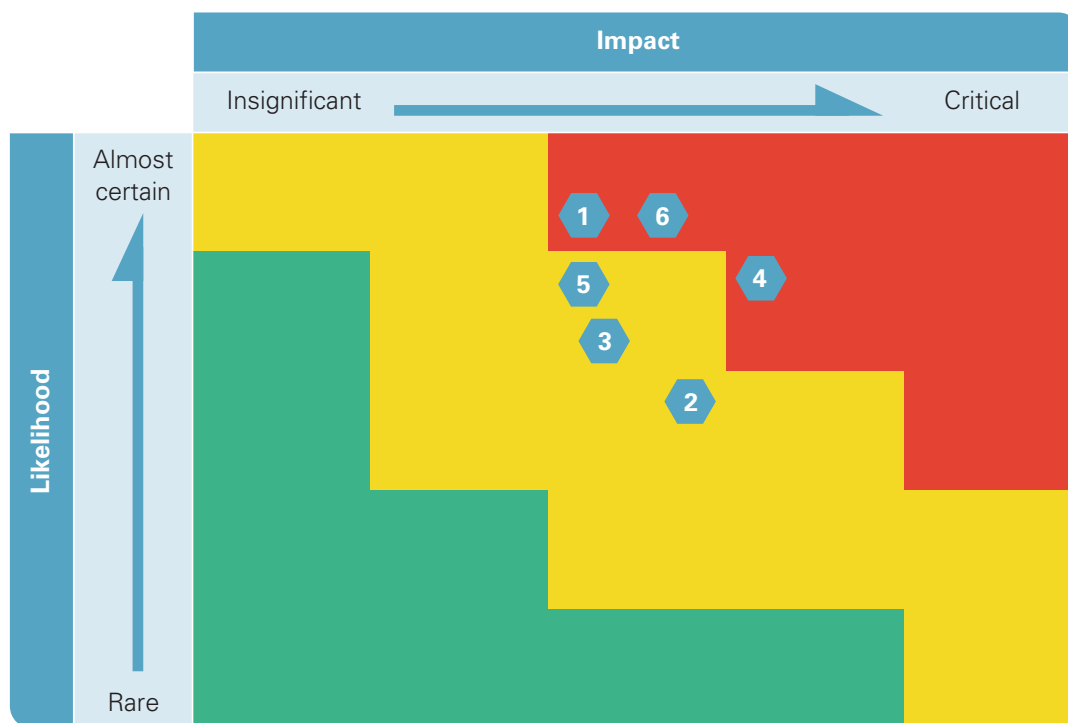 Impact
Insignificant
Critical
Almost
certain
1
6
4
5
3
2
Likelihood
Rare